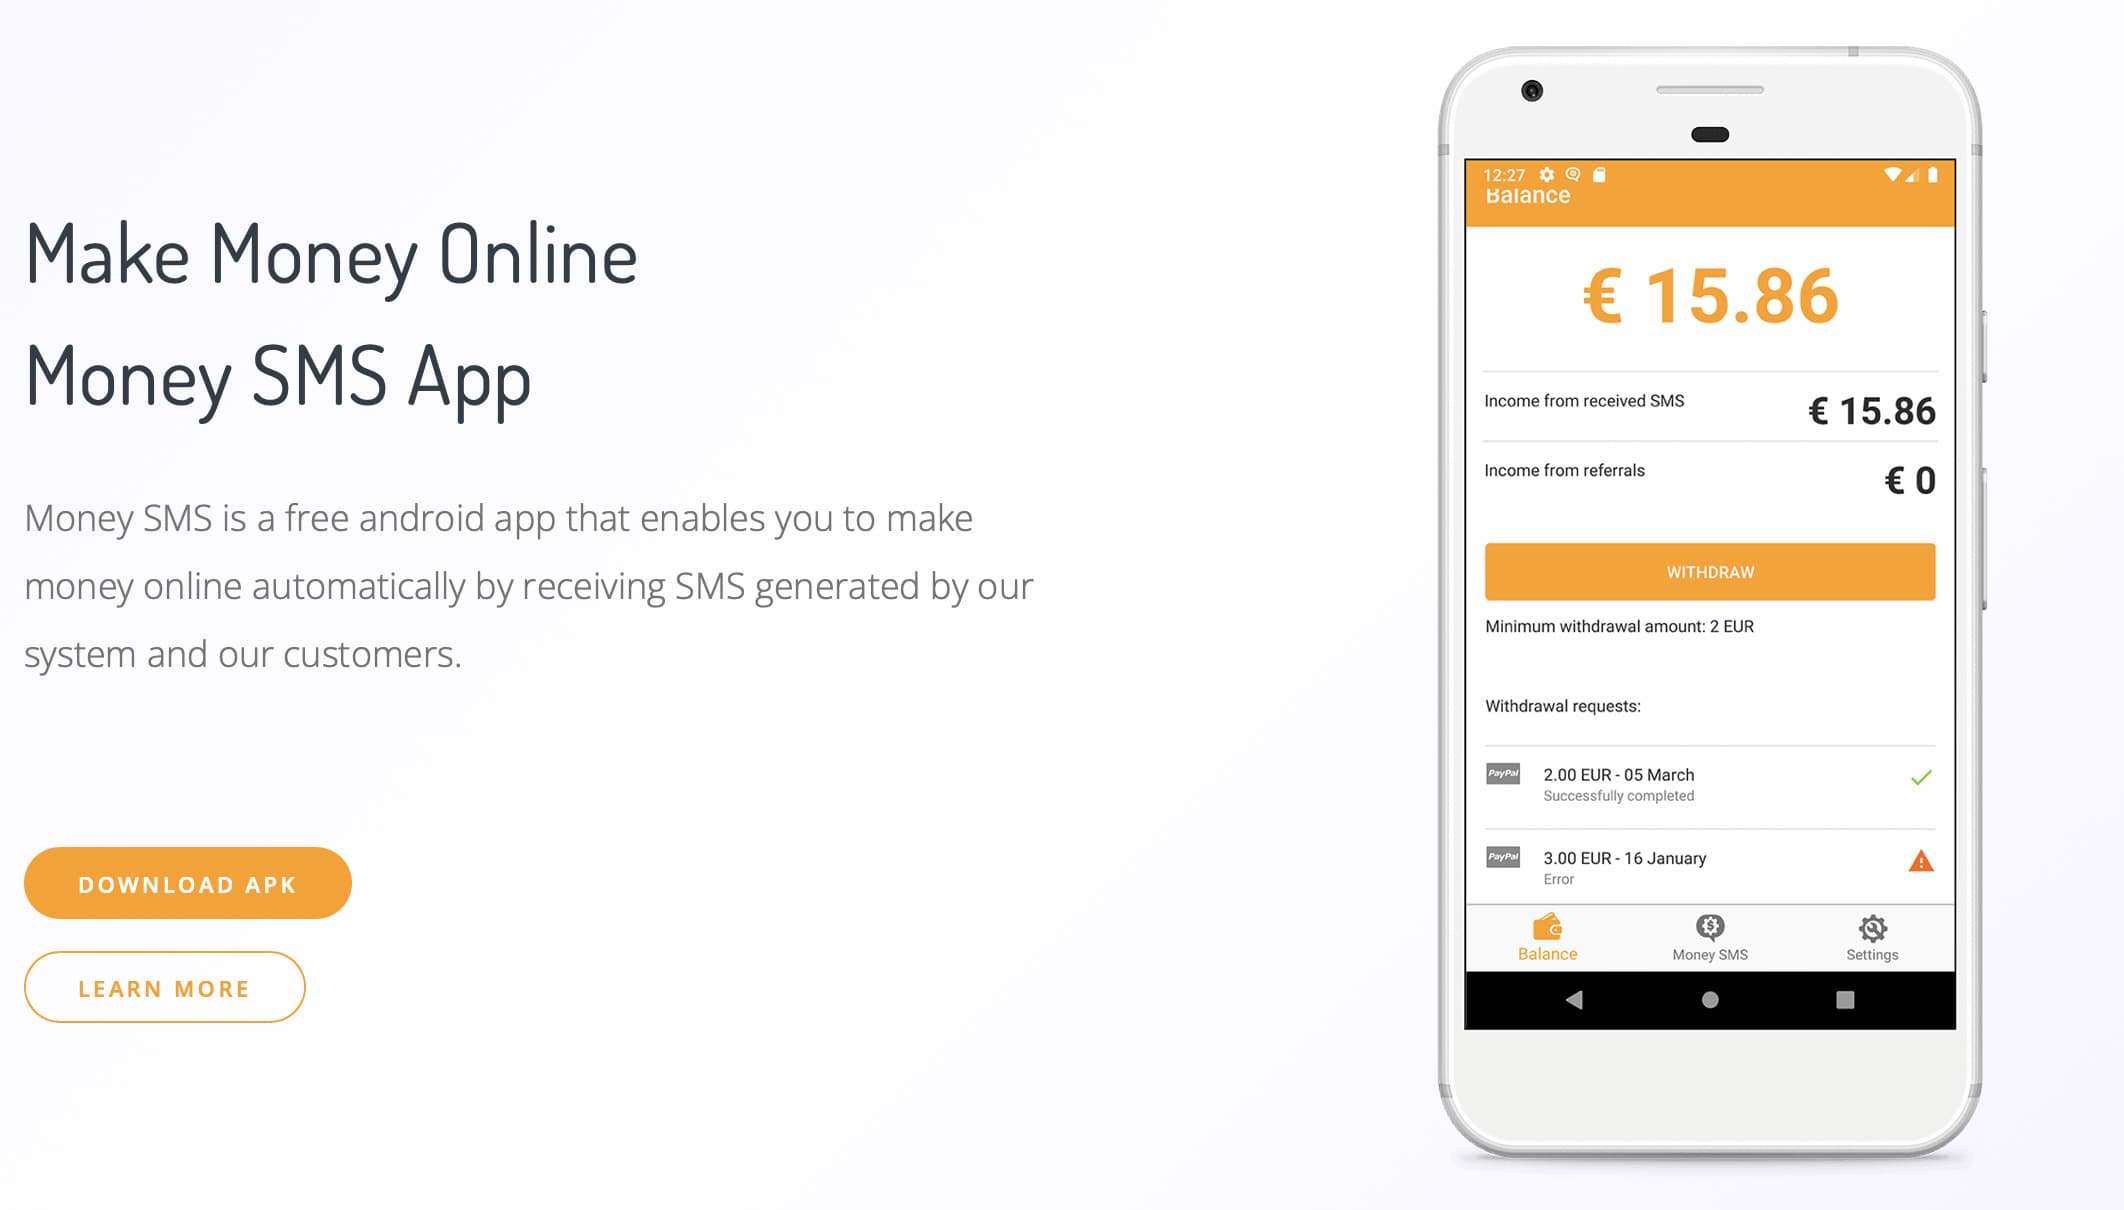 Make Money Online
Money SMS App
Money SMS is a free android app that enables you to make
money online automatically by receiving SMS generated by our
system and our customers.
DOWNLOAD APK
LEARN MORE
12:27
Balance
€ 15.86
Income from received SMS
€ 15.86
Income from referrals
€ 0
WITHDRAW
Minimum withdrawal amount: 2 EUR
Withdrawal requests:
PayPal
2.00 EUR - 05 March
Successfully completed
PayPal
3.00 EUR - 16 January
Error
Balance
Money SMS
Settings